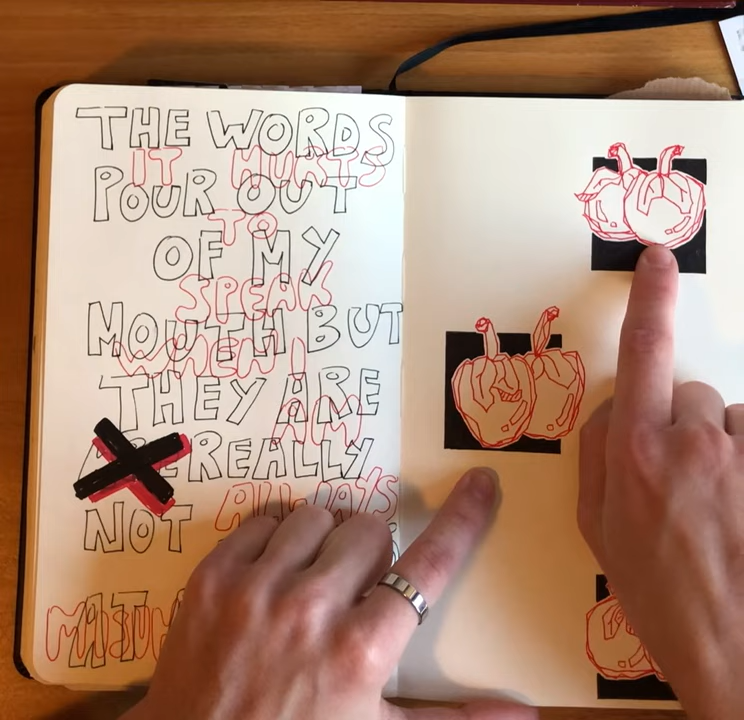 THE WORDS
IT HURTS
POUR OUT
TO
OF MY
SPEAK
MOUTH BUT
WHEN I
THEY ARE
AM
REALLY
ALWAYS
NOT